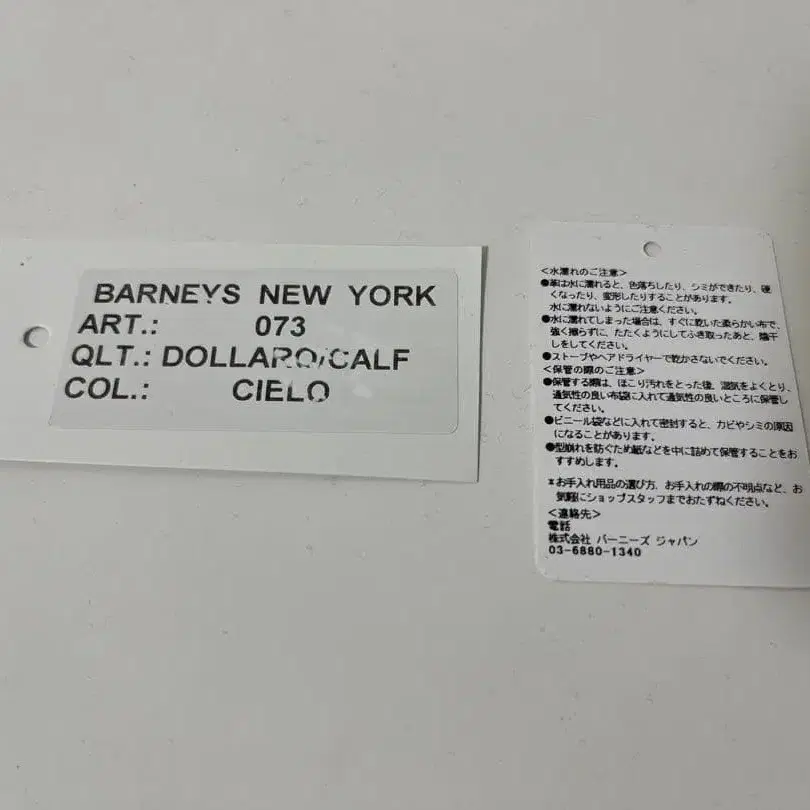 BARNEYS NEW YORK
ART.: 073
QLT.: DOLLARO/CALF
COL.: CIELO
<水濡れのご注意>
●革は水に濡れると、色落ちしたり、シミができたり、硬
くなったり、変形したりすることがあります。
水に濡れないようにご注意ください。
●水に濡れてしまった場合は、すぐに乾いた柔らかい布で、
強く擦らずに、たたくようにしてふき取ったあと、陰干
しをしてください。
●ストーブやヘアドライヤーで乾かさないでください。
<保管の際のご注意>
●保管する際は、ほこり汚れをとった後、湿気をよくとり、
通気性の良い布袋に入れて通気性の良いところに保管し
てください。
●ビニール袋などに入れて密封すると、カビやシミの原因
になることがあります。
●型崩れを防ぐため紙などを中に詰めて保管することをお
すすめします。
*お手入れ用品の選び方、お手入れの際の不明点など、お
気軽にショップスタッフまでおたずねください。
<連絡先>
電話
株式会社 バーニーズ ジャパン
03-6880-1340